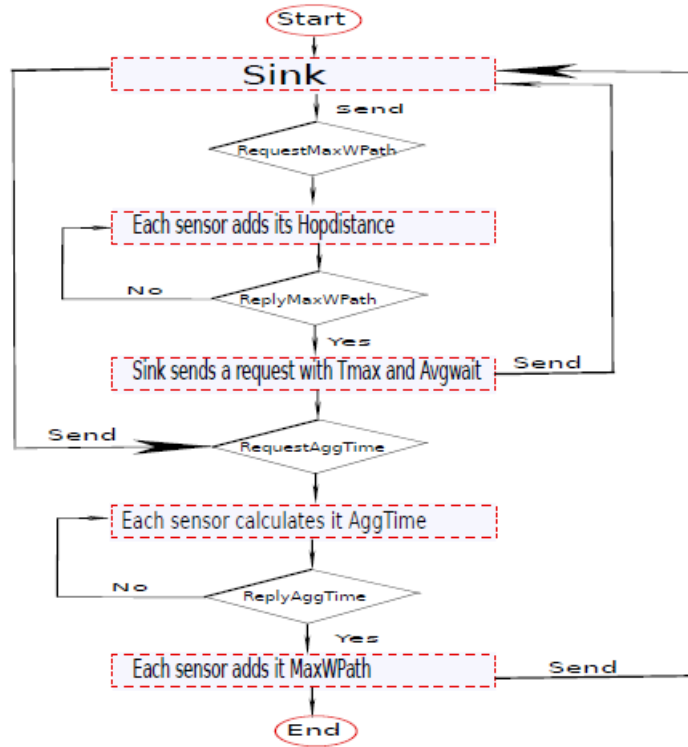 Start
Sink
Send
RequestMaxWPath
Each sensor adds its Hopdistance
No
ReplyMaxWPath
Yes
Sink sends a request with Tmax and Avgwait
Send
Send
RequestAggTime
Each sensor calculates it AggTime
No
ReplyAggTime
Yes
Each sensor adds it MaxWPath
Send
End